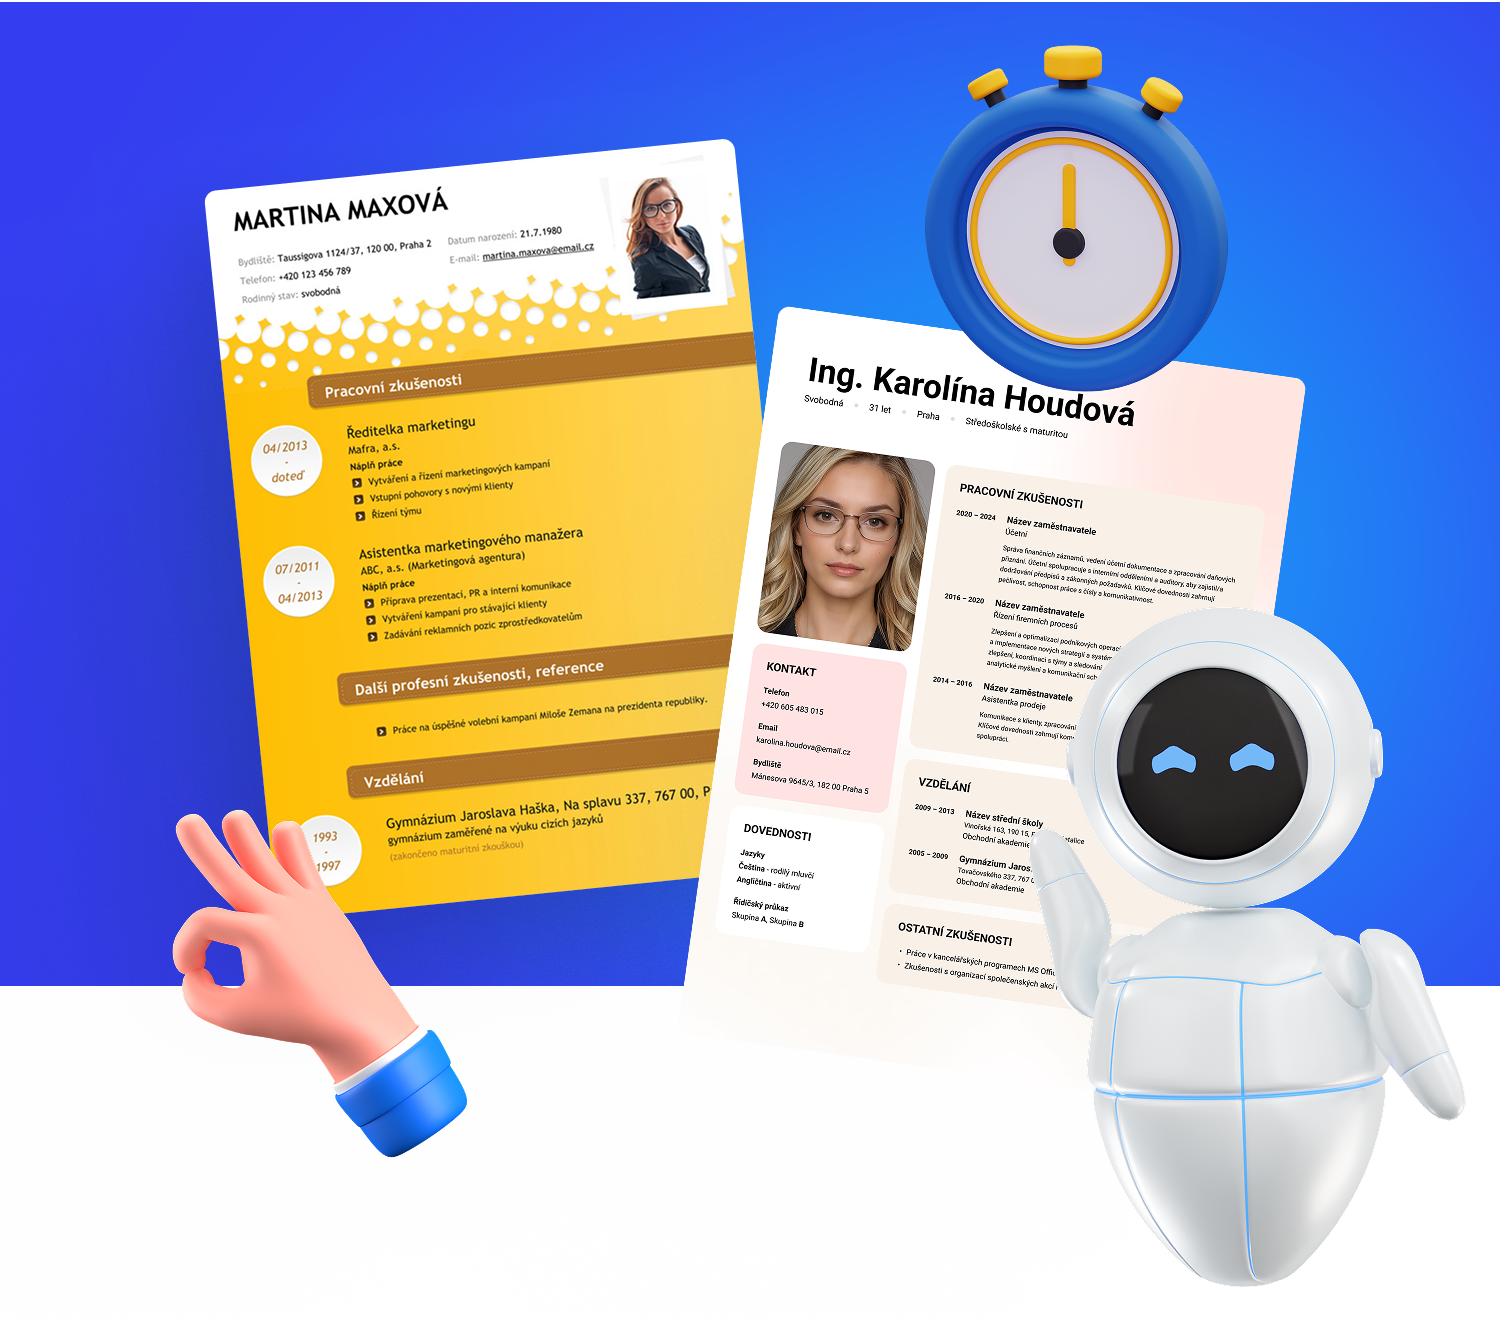 MARTINA MAXOVÁ
Bydliště: Taussigova 1124/37, 120 00, Praha 2
Telefon: +420 123 456 789
Rodinný stav: svobodná
Datum narození: 21.7.1980
E-mail: martina.maxova@email.cz
Pracovní zkušenosti
04/2013
-
doteď
Ředitelka marketingu
Mafra, a.s.
Náplň práce
Vytváření a řízení marketingových kampaní
Vstupní pohovory s novými klienty
Řízení týmu
07/2011
-
04/2013
Asistentka marketingového manažera
ABC, a.s. (Marketingová agentura)
Náplň práce
Příprava prezentací, PR a interní komunikace
Vytváření kampaní pro stávající klienty
Zadávání reklamních pozic zprostředkovatelům
Další profesní zkušenosti, reference
Práce na úspěšné volební kampani Miloše Zemana na prezidenta republiky.
Vzdělání
1993
-
1997
Gymnázium Jaroslava Haška, Na splavu 337, 767 00, P
gymnázium zaměřené na výuku cizích jazyků
(zakončeno maturitní zkouškou)
Ing. Karolína Houdová
Svobodná • 31 let • Praha • Středoškolské s maturitou
KONTAKT
Telefon
+420 605 483 015
Email
karolina.houdova@email.cz
Bydliště
Mánesova 9645/3, 182 00 Praha 5
DOVEDNOSTI
Jazyky
Čeština - rodilý mluvčí
Angličtina - aktivní
Řidičský průkaz
Skupina A, Skupina B
PRACOVNÍ ZKUŠENOSTI
2020 – 2024
Název zaměstnavatele
Účetní
Správa finančních záznamů, vedení účetní dokumentace a zpracování daňových
přiznání. Účetní spolupracuje s interními odděleními a auditory, aby zajistil/a
dodržování předpisů a zákonných požadavků. Klíčové dovednosti zahrnují
pečlivost, schopnost práce s čísly a komunikativnost.
2016 – 2020
Název zaměstnavatele
Řízení firemních procesů
Zlepšení a optimalizaci podnikových operac
a implementace nových strategií a systém
zlepšení, koordinaci s týmy a sledování
analytické myšlení a komunikační sch
2014 – 2016
Název zaměstnavatele
Asistentka prodeje
Komunikace s klienty, zpracování
Klíčové dovednosti zahrnují kom
spolupráci.
VZDĚLÁNÍ
2009 – 2013
Název střední školy
Vinořská 163, 190 15, P etalice
Obchodní akademie
2005 – 2009
Gymnázium Jaros
Tovačovského 337, 767 0
Obchodní akademie
OSTATNÍ ZKUŠENOSTI
• Práce v kancelářských programech MS Offic
• Zkušenosti s organizací společenských akcí